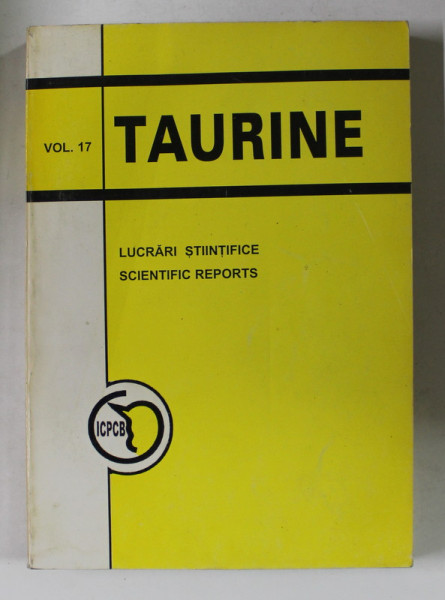 VOL. 17
TAURINE
LUCRĂRI ȘTIINȚIFICE
SCIENTIFIC REPORTS
ICPCB